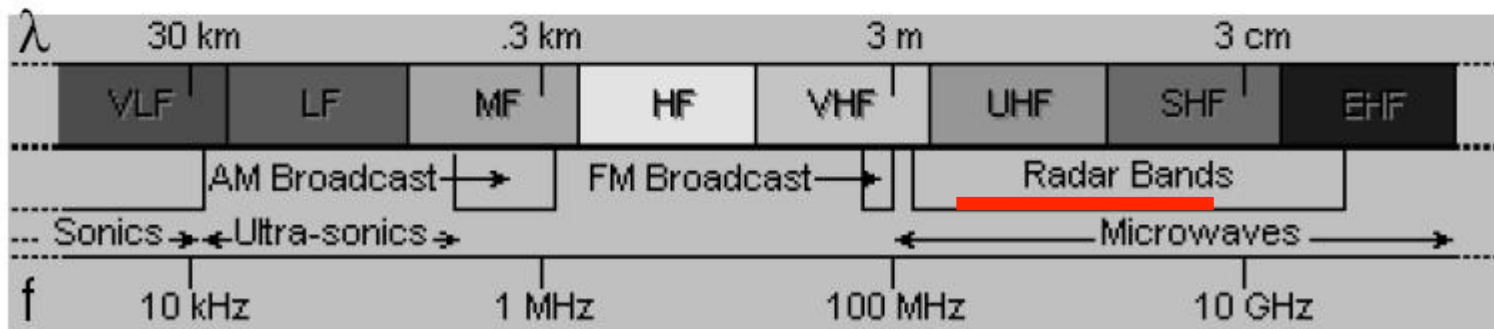 λ 30 km .3 km 3 m 3 cm
VLF LF MF HF VHF UHF SHF EHF
AM Broadcast FM Broadcast Radar Bands
Sonics Ultra-sonics Microwaves
f 10 kHz 1 MHz 100 MHz 10 GHz